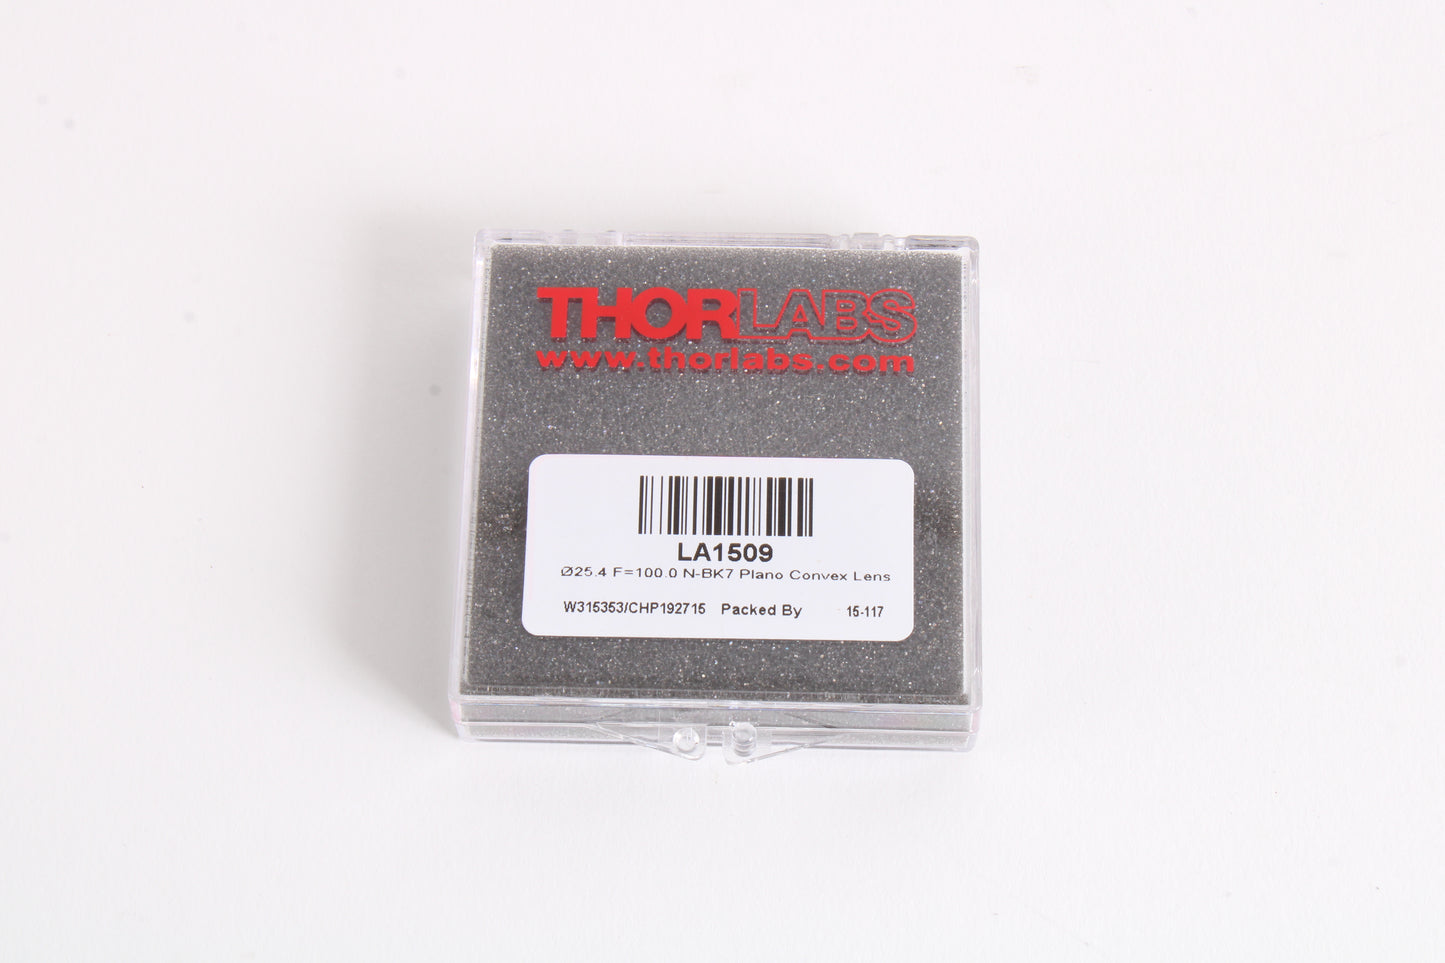 THORLABS
www.thorlabs.com
LA1509
Ø25.4 F=100.0 N-BK7 Plano Convex Lens
W315353/CHP192715 Packed By 15-117